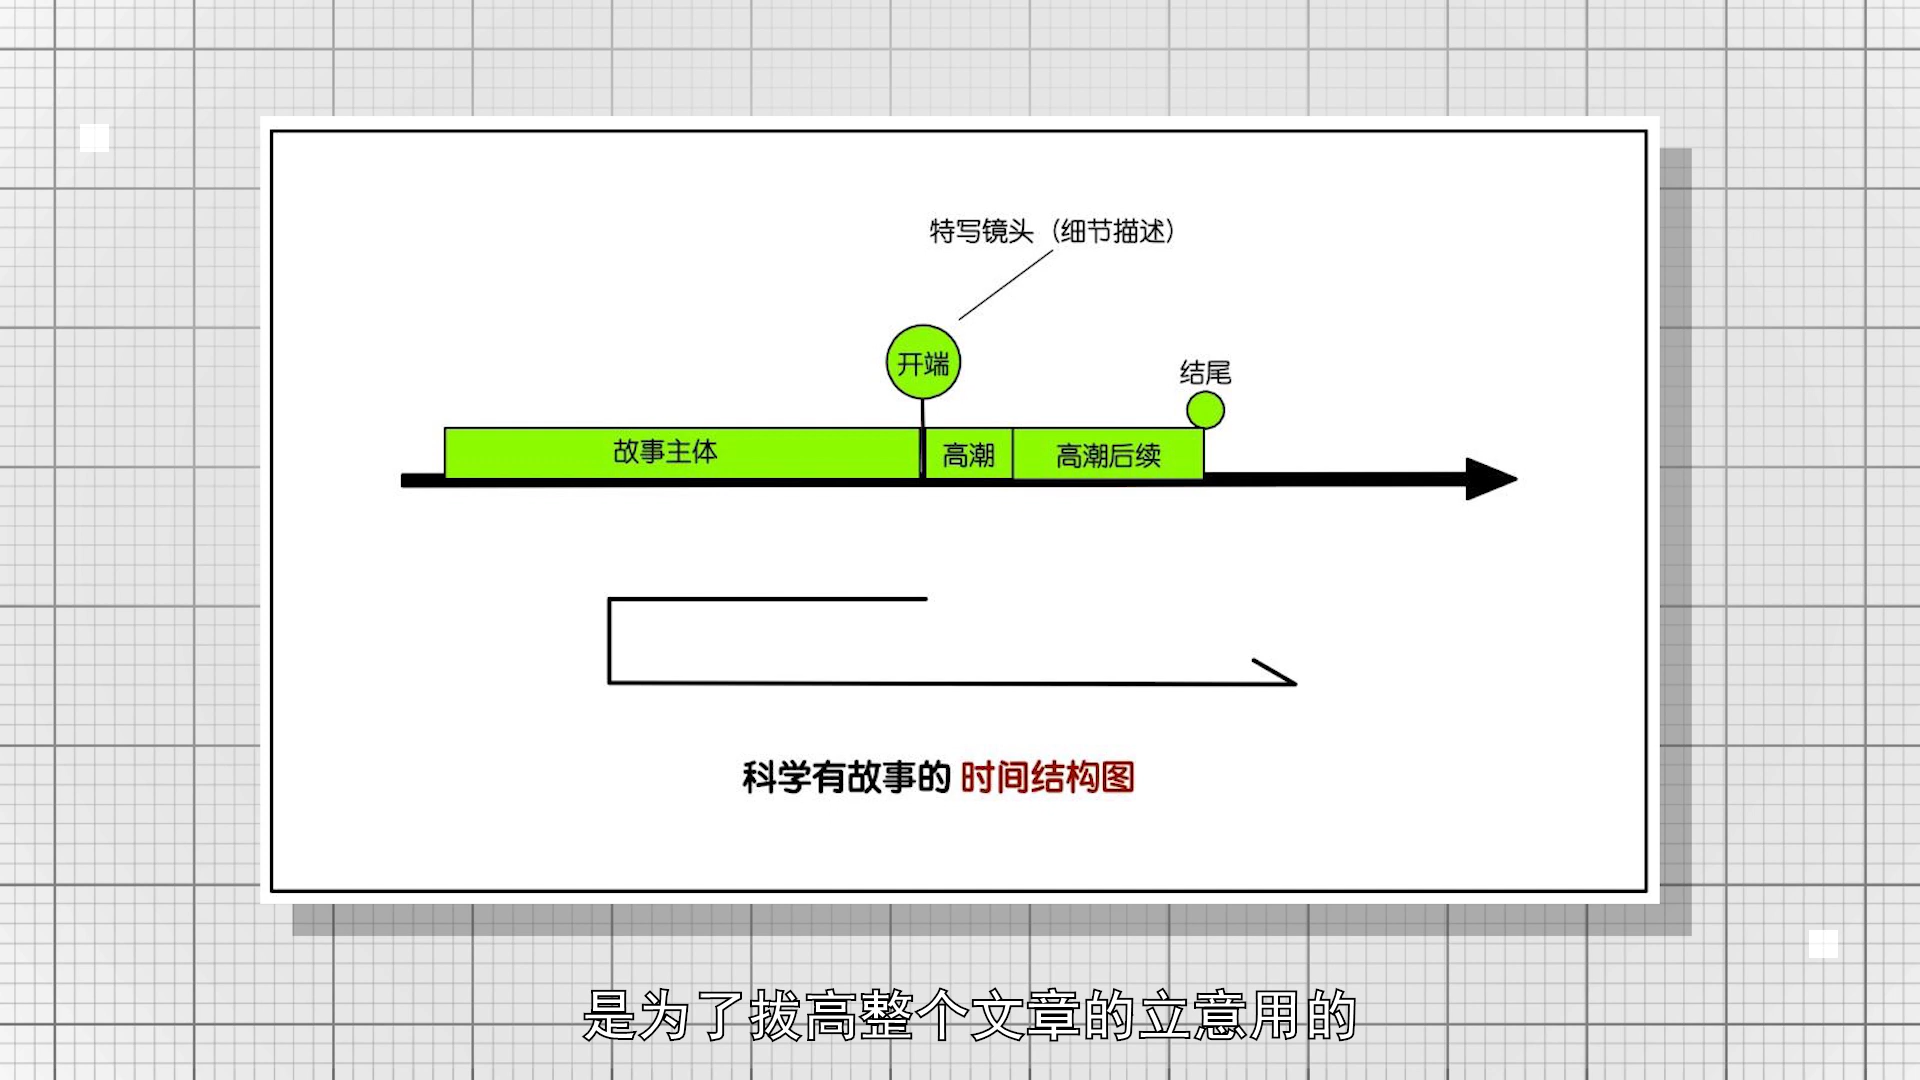 特写镜头（细节描述）
开端
结尾
故事主体
高潮
高潮后续
科学有故事的 时间结构图
是为了拔高整个文章的立意用的